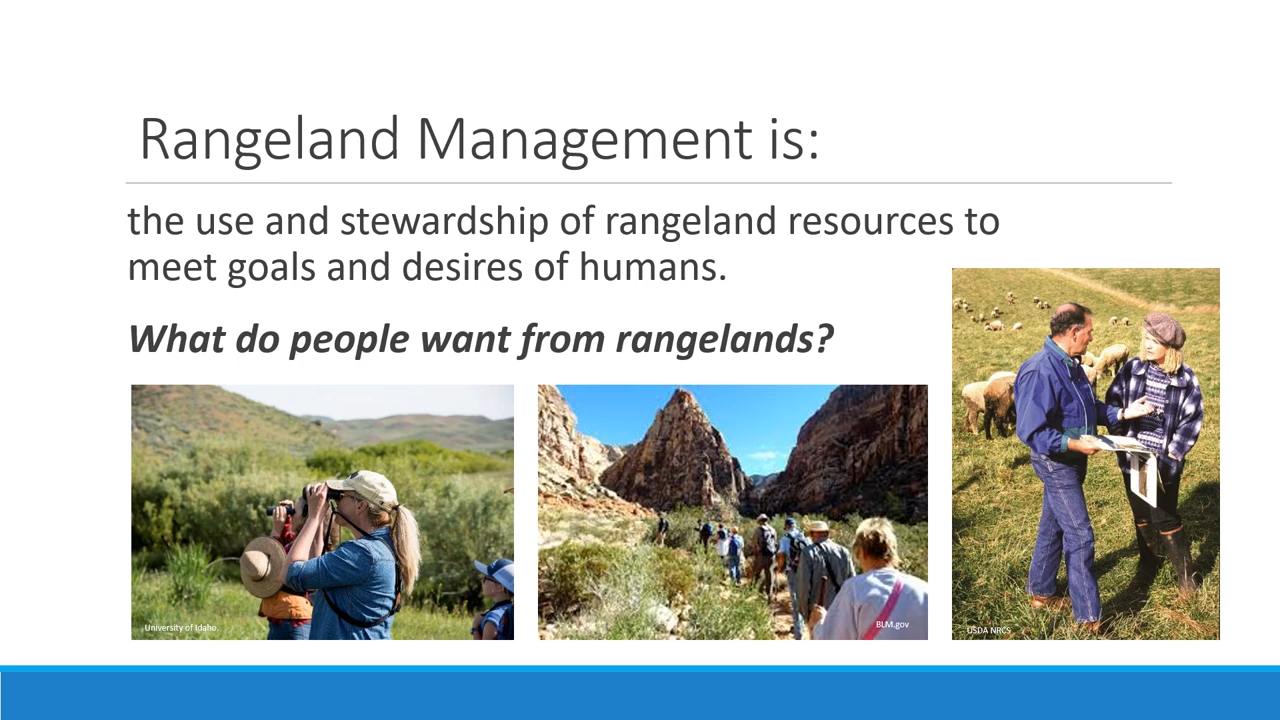 Rangeland Management is:
the use and stewardship of rangeland resources to
meet goals and desires of humans.
What do people want from rangelands?
University of Idaho.
BLM.gov
USDA NRCS